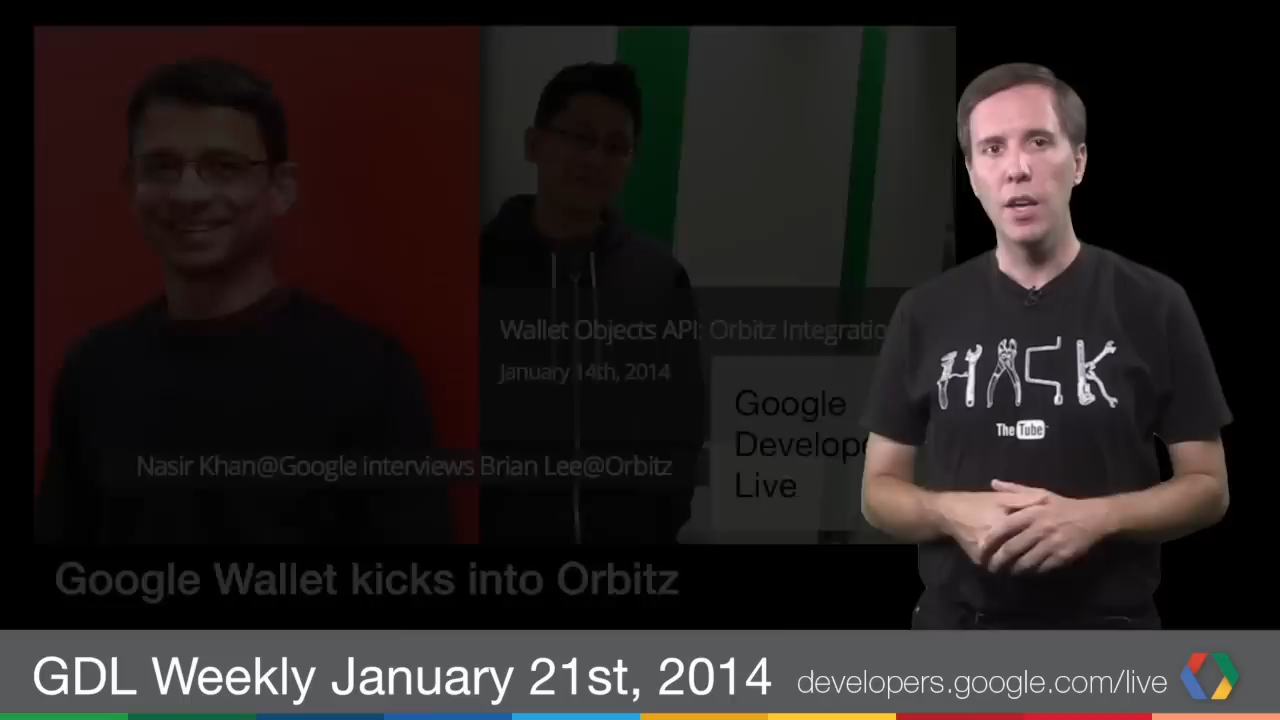 Wallet Objects API: Orbitz Integratio
January 14th, 2014
Google
Develope
Live
Nasir Khan@Google interviews Brian Lee@Orbitz
Google Wallet kicks into Orbitz
HACK
The Tube
GDL Weekly January 21st, 2014
developers.google.com/live